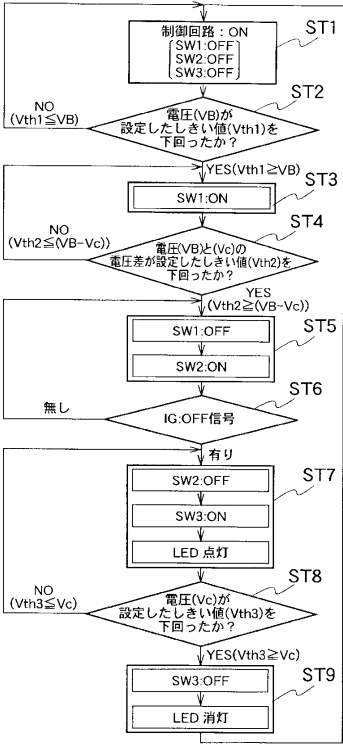 ST1
制御回路：ON
SW1:OFF
SW2:OFF
SW3:OFF
ST2
NO
(Vth1≦VB)
電圧(VB)が
設定したしきい値(Vth1)を
下回ったか？
YES(Vth1≧VB)
ST3
SW1:ON
ST4
NO
(Vth2≦(VB-Vc))
電圧(VB)と(Vc)の
電圧差が設定したしきい値(Vth2)を
下回ったか？
YES
(Vth2≧(VB-Vc))
ST5
SW1:OFF
SW2:ON
ST6
無し
IG:OFF信号
有り
ST7
SW2:OFF
SW3:ON
LED 点灯
ST8
NO
(Vth3≦Vc)
電圧(Vc)が
設定したしきい値(Vth3)を
下回ったか？
YES(Vth3≧Vc)
ST9
SW3:OFF
LED 消灯